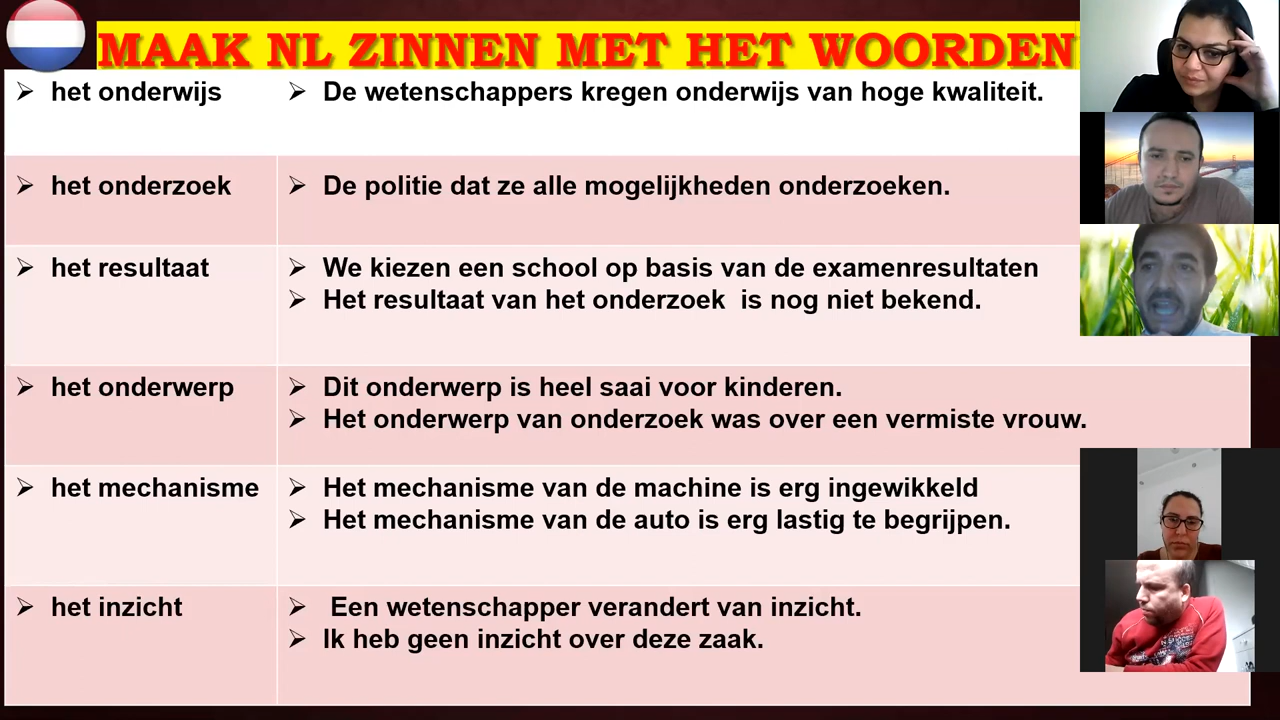 MAAK NL ZINNEN MET HET WOORDEN
het onderwijs
De wetenschappers kregen onderwijs van hoge kwaliteit.
het onderzoek
De politie dat ze alle mogelijkheden onderzoeken.
het resultaat
We kiezen een school op basis van de examenresultaten
Het resultaat van het onderzoek is nog niet bekend.
het onderwerp
Dit onderwerp is heel saai voor kinderen.
Het onderwerp van onderzoek was over een vermiste vrouw.
het mechanisme
Het mechanisme van de machine is erg ingewikkeld
Het mechanisme van de auto is erg lastig te begrijpen.
het inzicht
Een wetenschapper verandert van inzicht.
Ik heb geen inzicht over deze zaak.